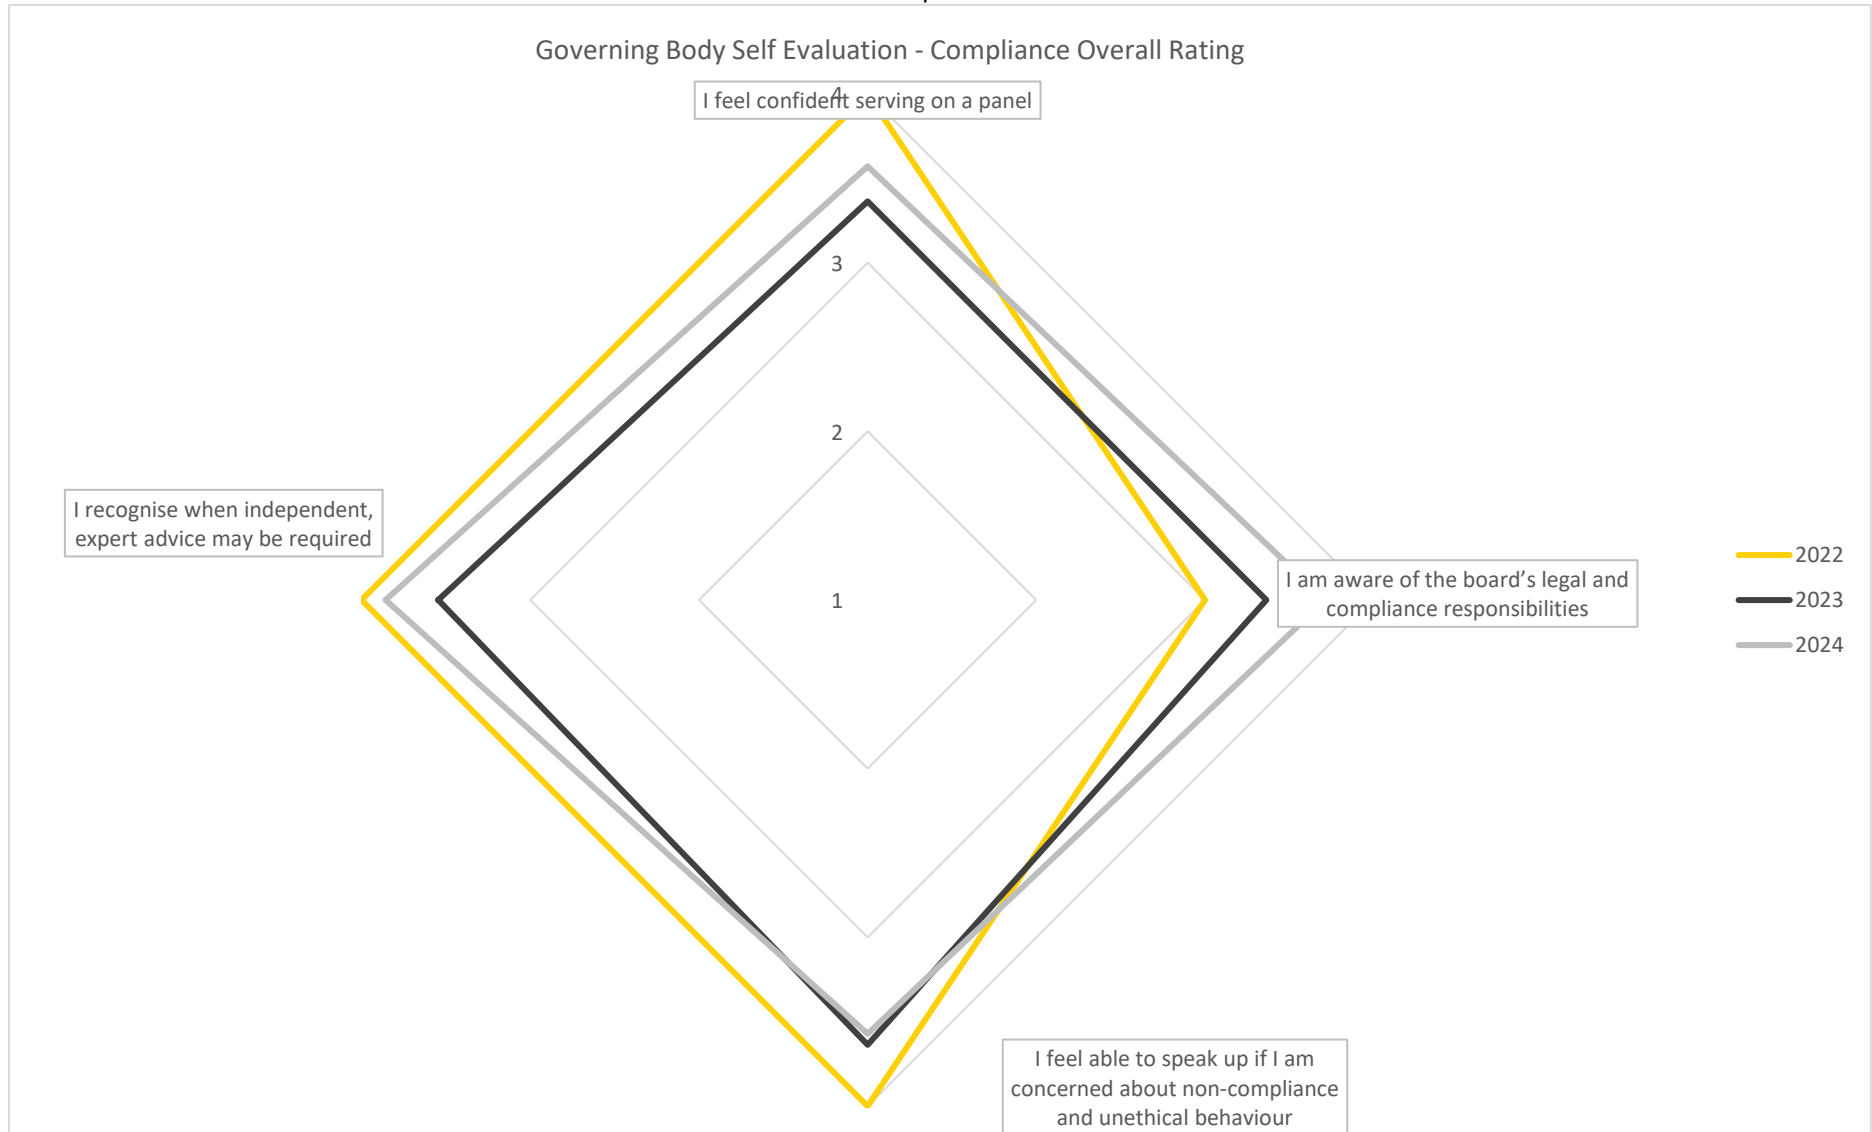 Governing Body Self Evaluation - Compliance Overall Rating
4
I feel confident serving on a panel
3
2
I recognise when independent,
expert advice may be required
1
I am aware of the board’s legal and
compliance responsibilities
2022
2023
2024
I feel able to speak up if I am
concerned about non-compliance
and unethical behaviour